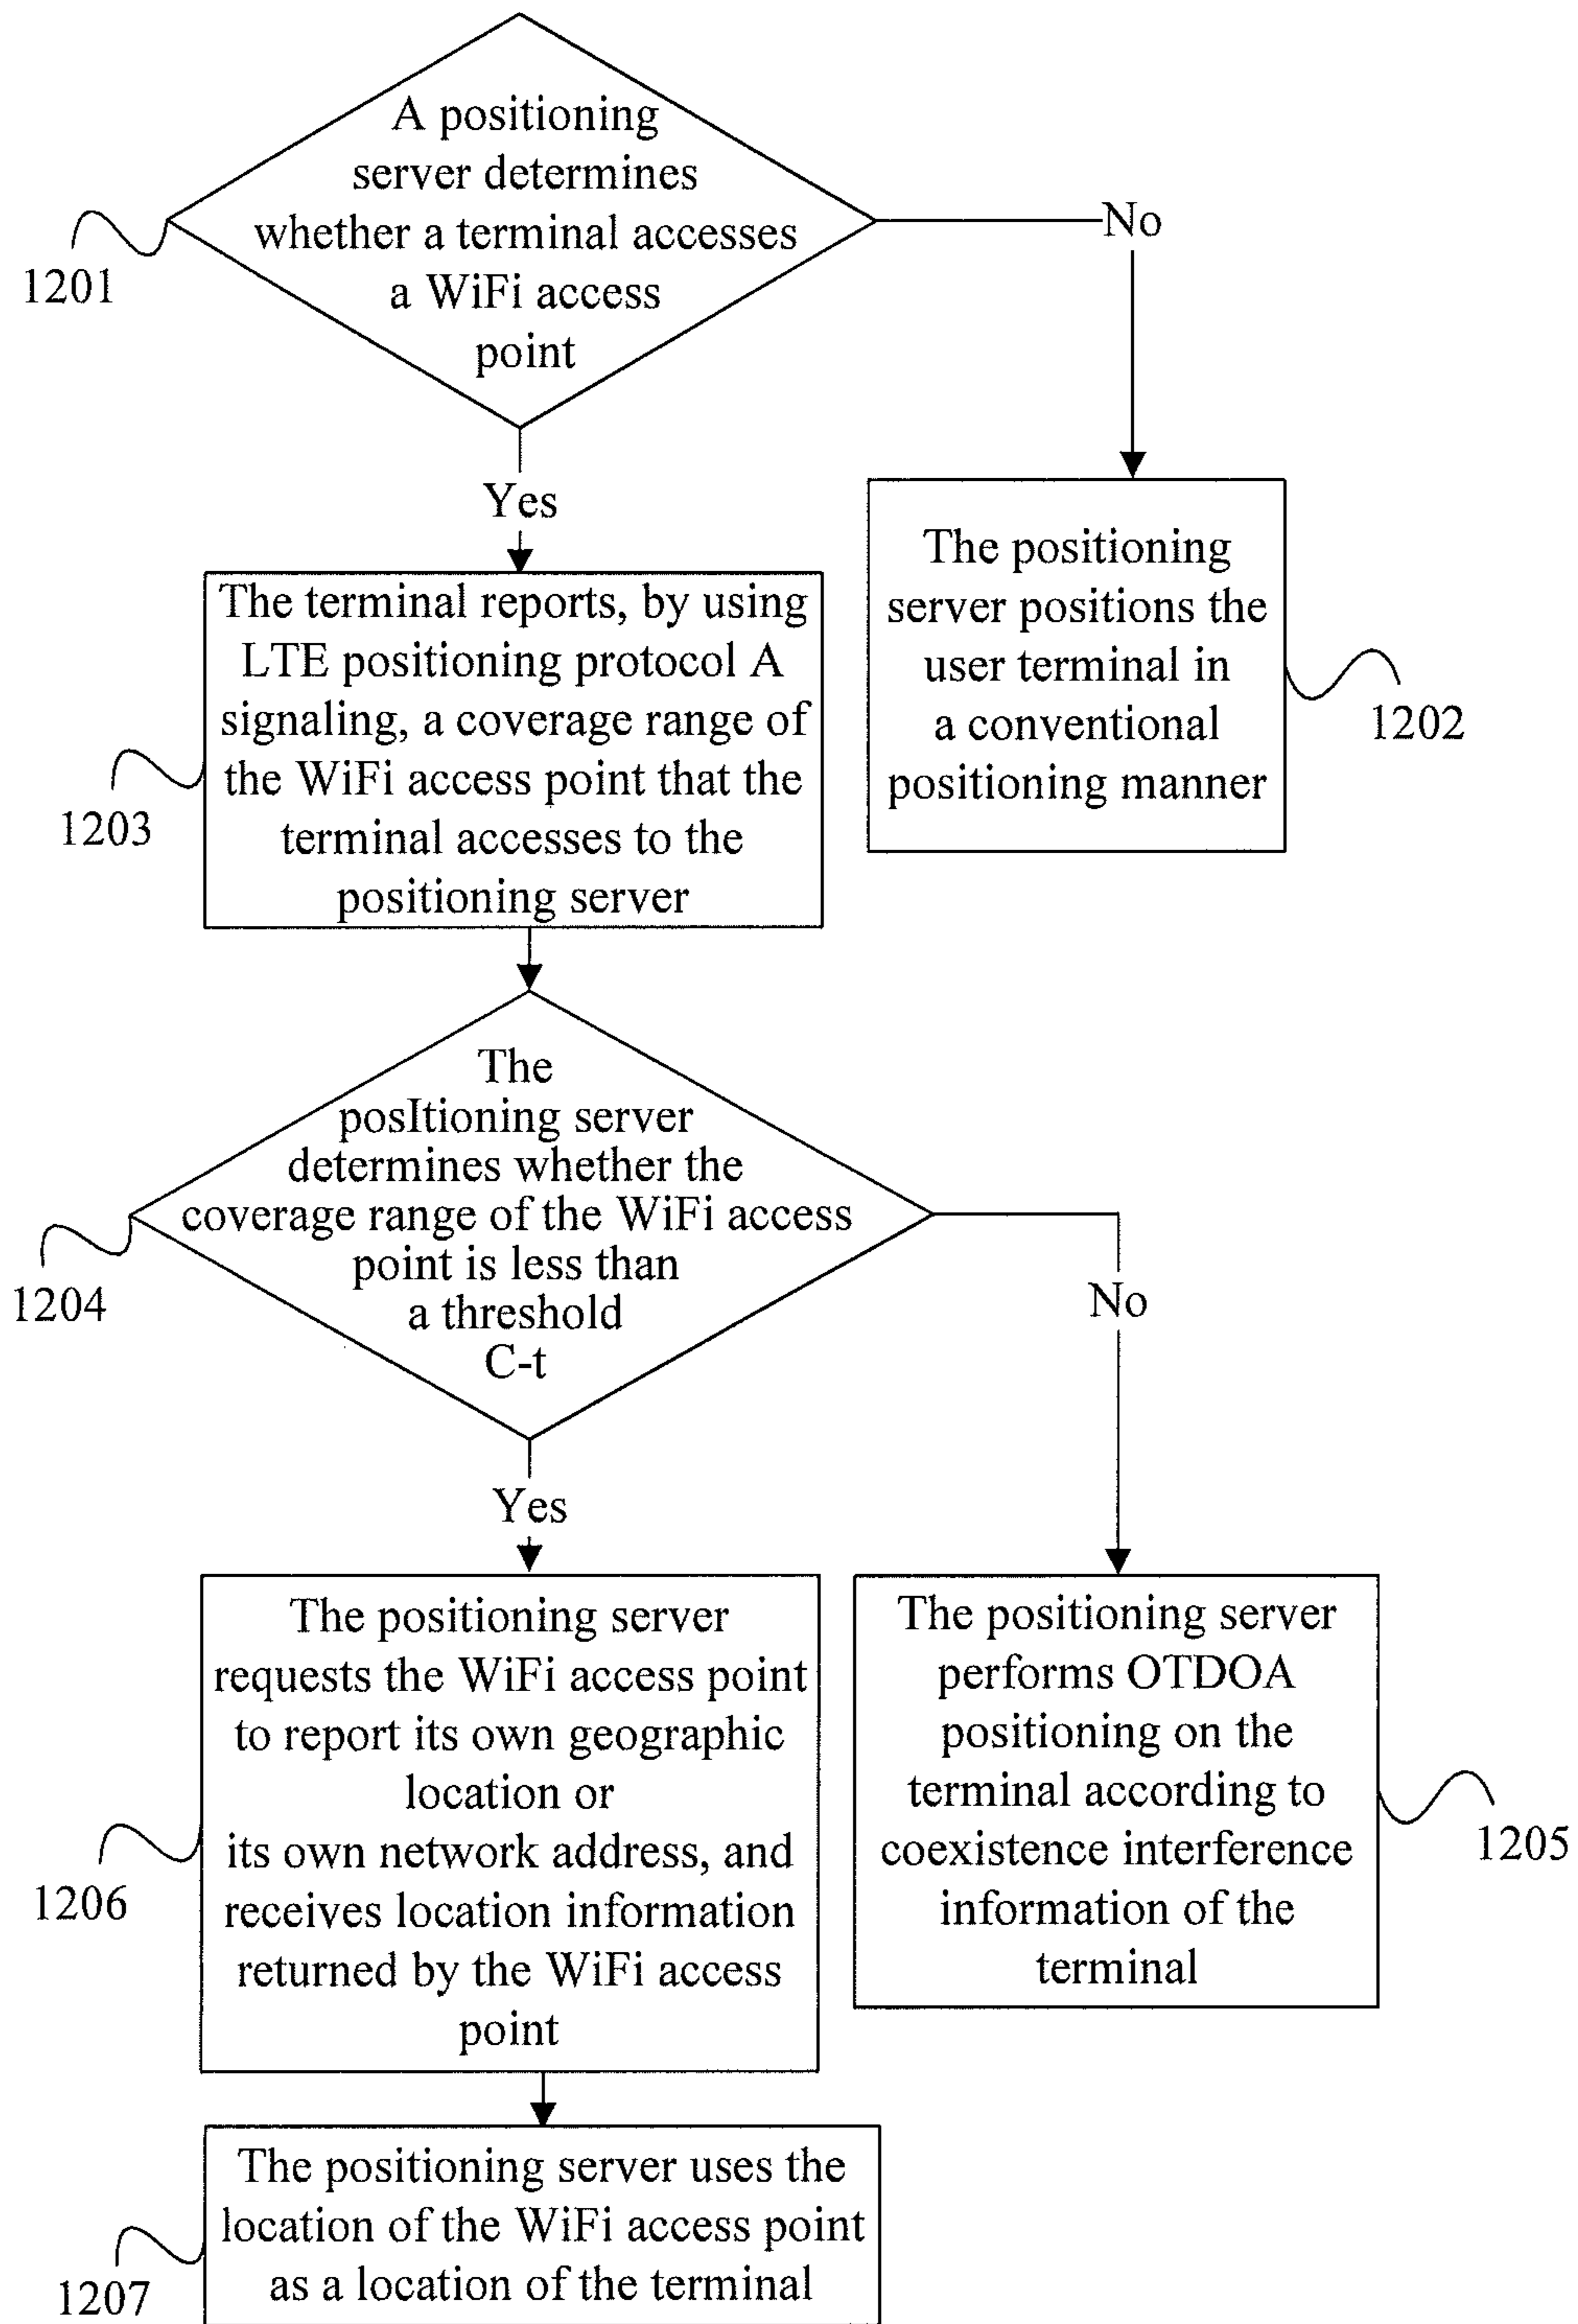 A positioning
server determines
whether a terminal accesses
a WiFi access
point
1201
No
Yes
The positioning
server positions the
user terminal in
a conventional
positioning manner
1202
The terminal reports, by using
LTE positioning protocol A
signaling, a coverage range of
the WiFi access point that the
terminal accesses to the
positioning server
1203
The
posItioning server
determines whether the
coverage range of the WiFi access
point is less than
a threshold
C-t
1204
No
Yes
The positioning server
requests the WiFi access point
to report its own geographic
location or
its own network address, and
receives location information
returned by the WiFi access
point
1206
The positioning server
performs OTDOA
positioning on the
terminal according to
coexistence interference
information of the
terminal
1205
The positioning server uses the
location of the WiFi access point
as a location of the terminal
1207